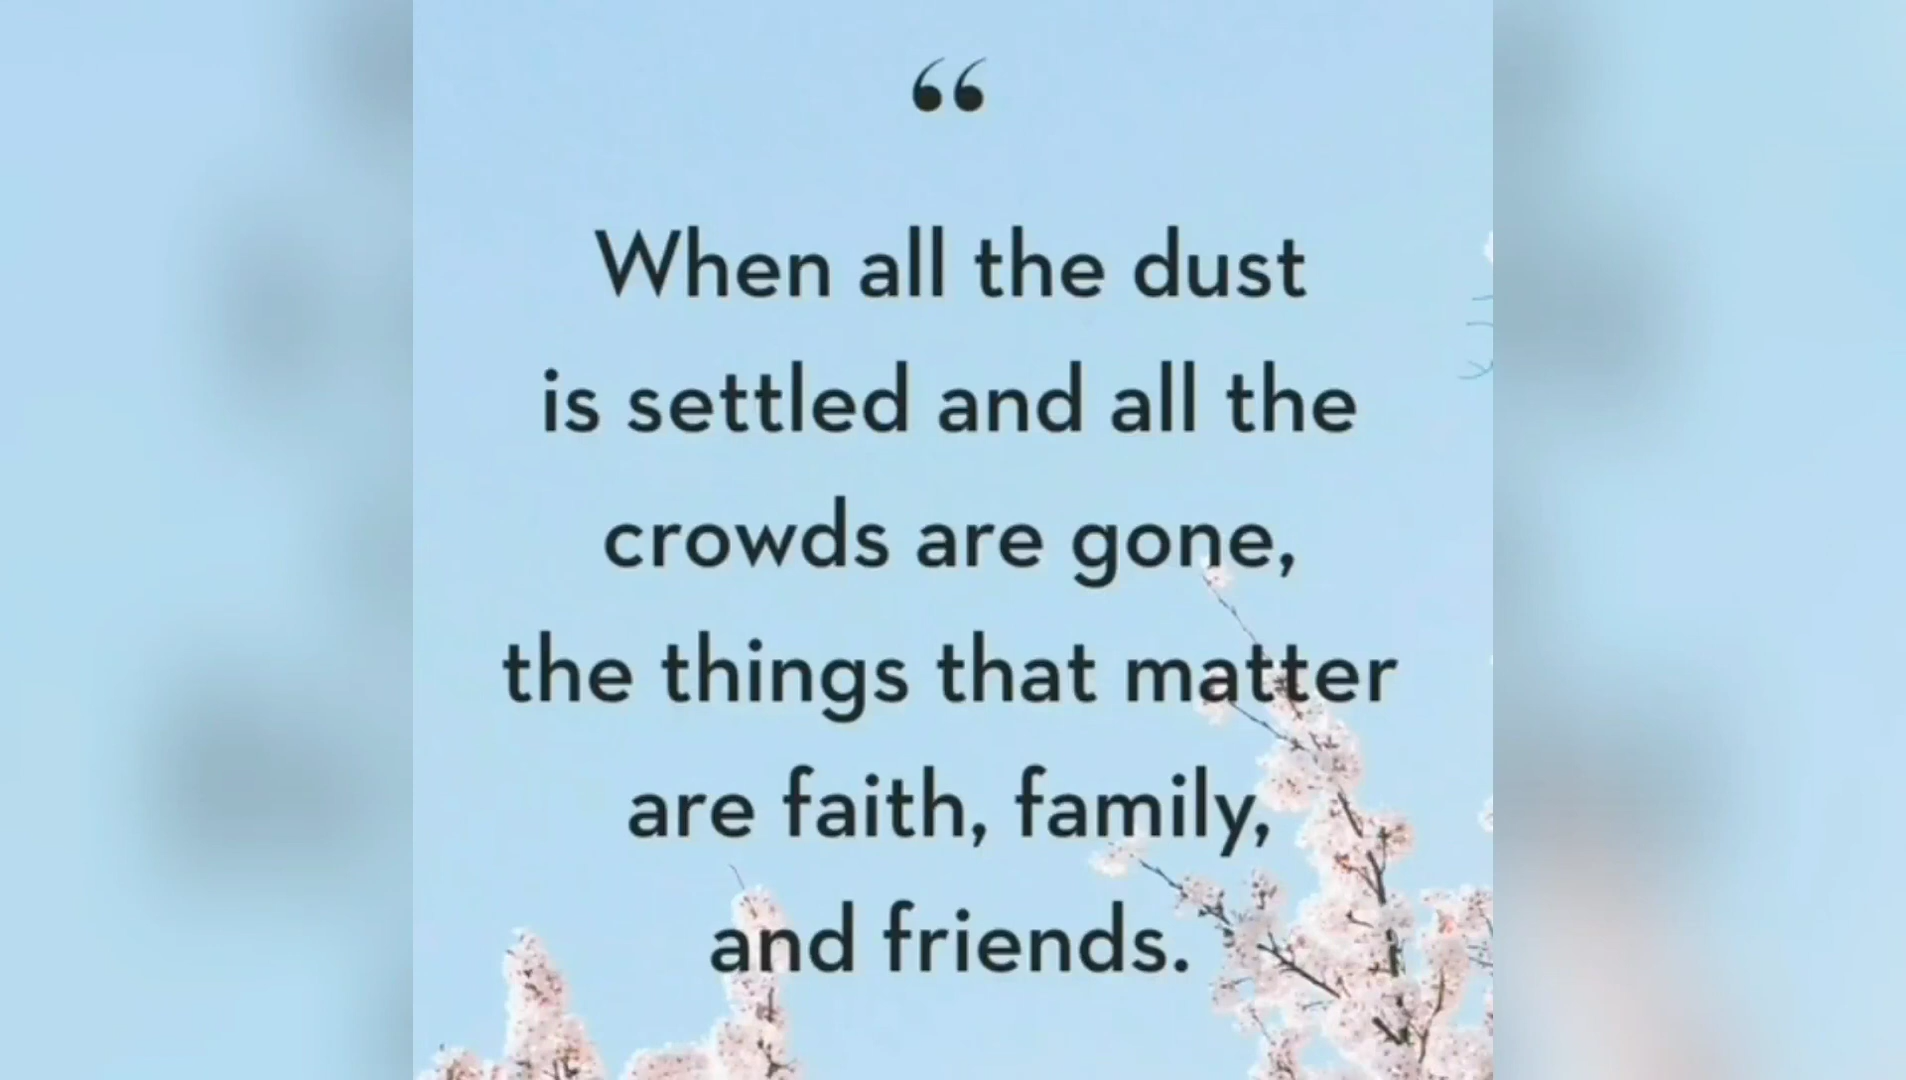 “
When all the dust
is settled and all the
crowds are gone,
the things that matter
are faith, family,
and friends.